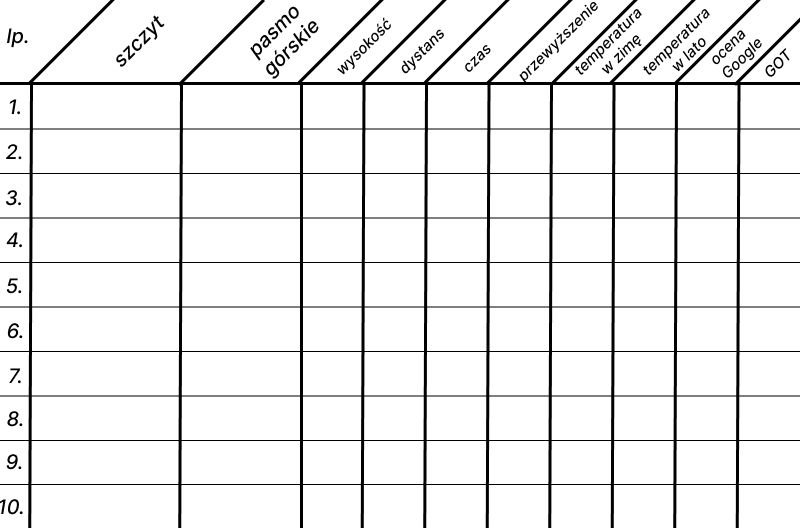 lp.
szczyt
pasmo
górskie
wysokość
dystans
czas
przewyższenie
temperatura
w zimę
temperatura
w lato
ocena
Google
GOT
1.
2.
3.
4.
5.
6.
7.
8.
9.
10.